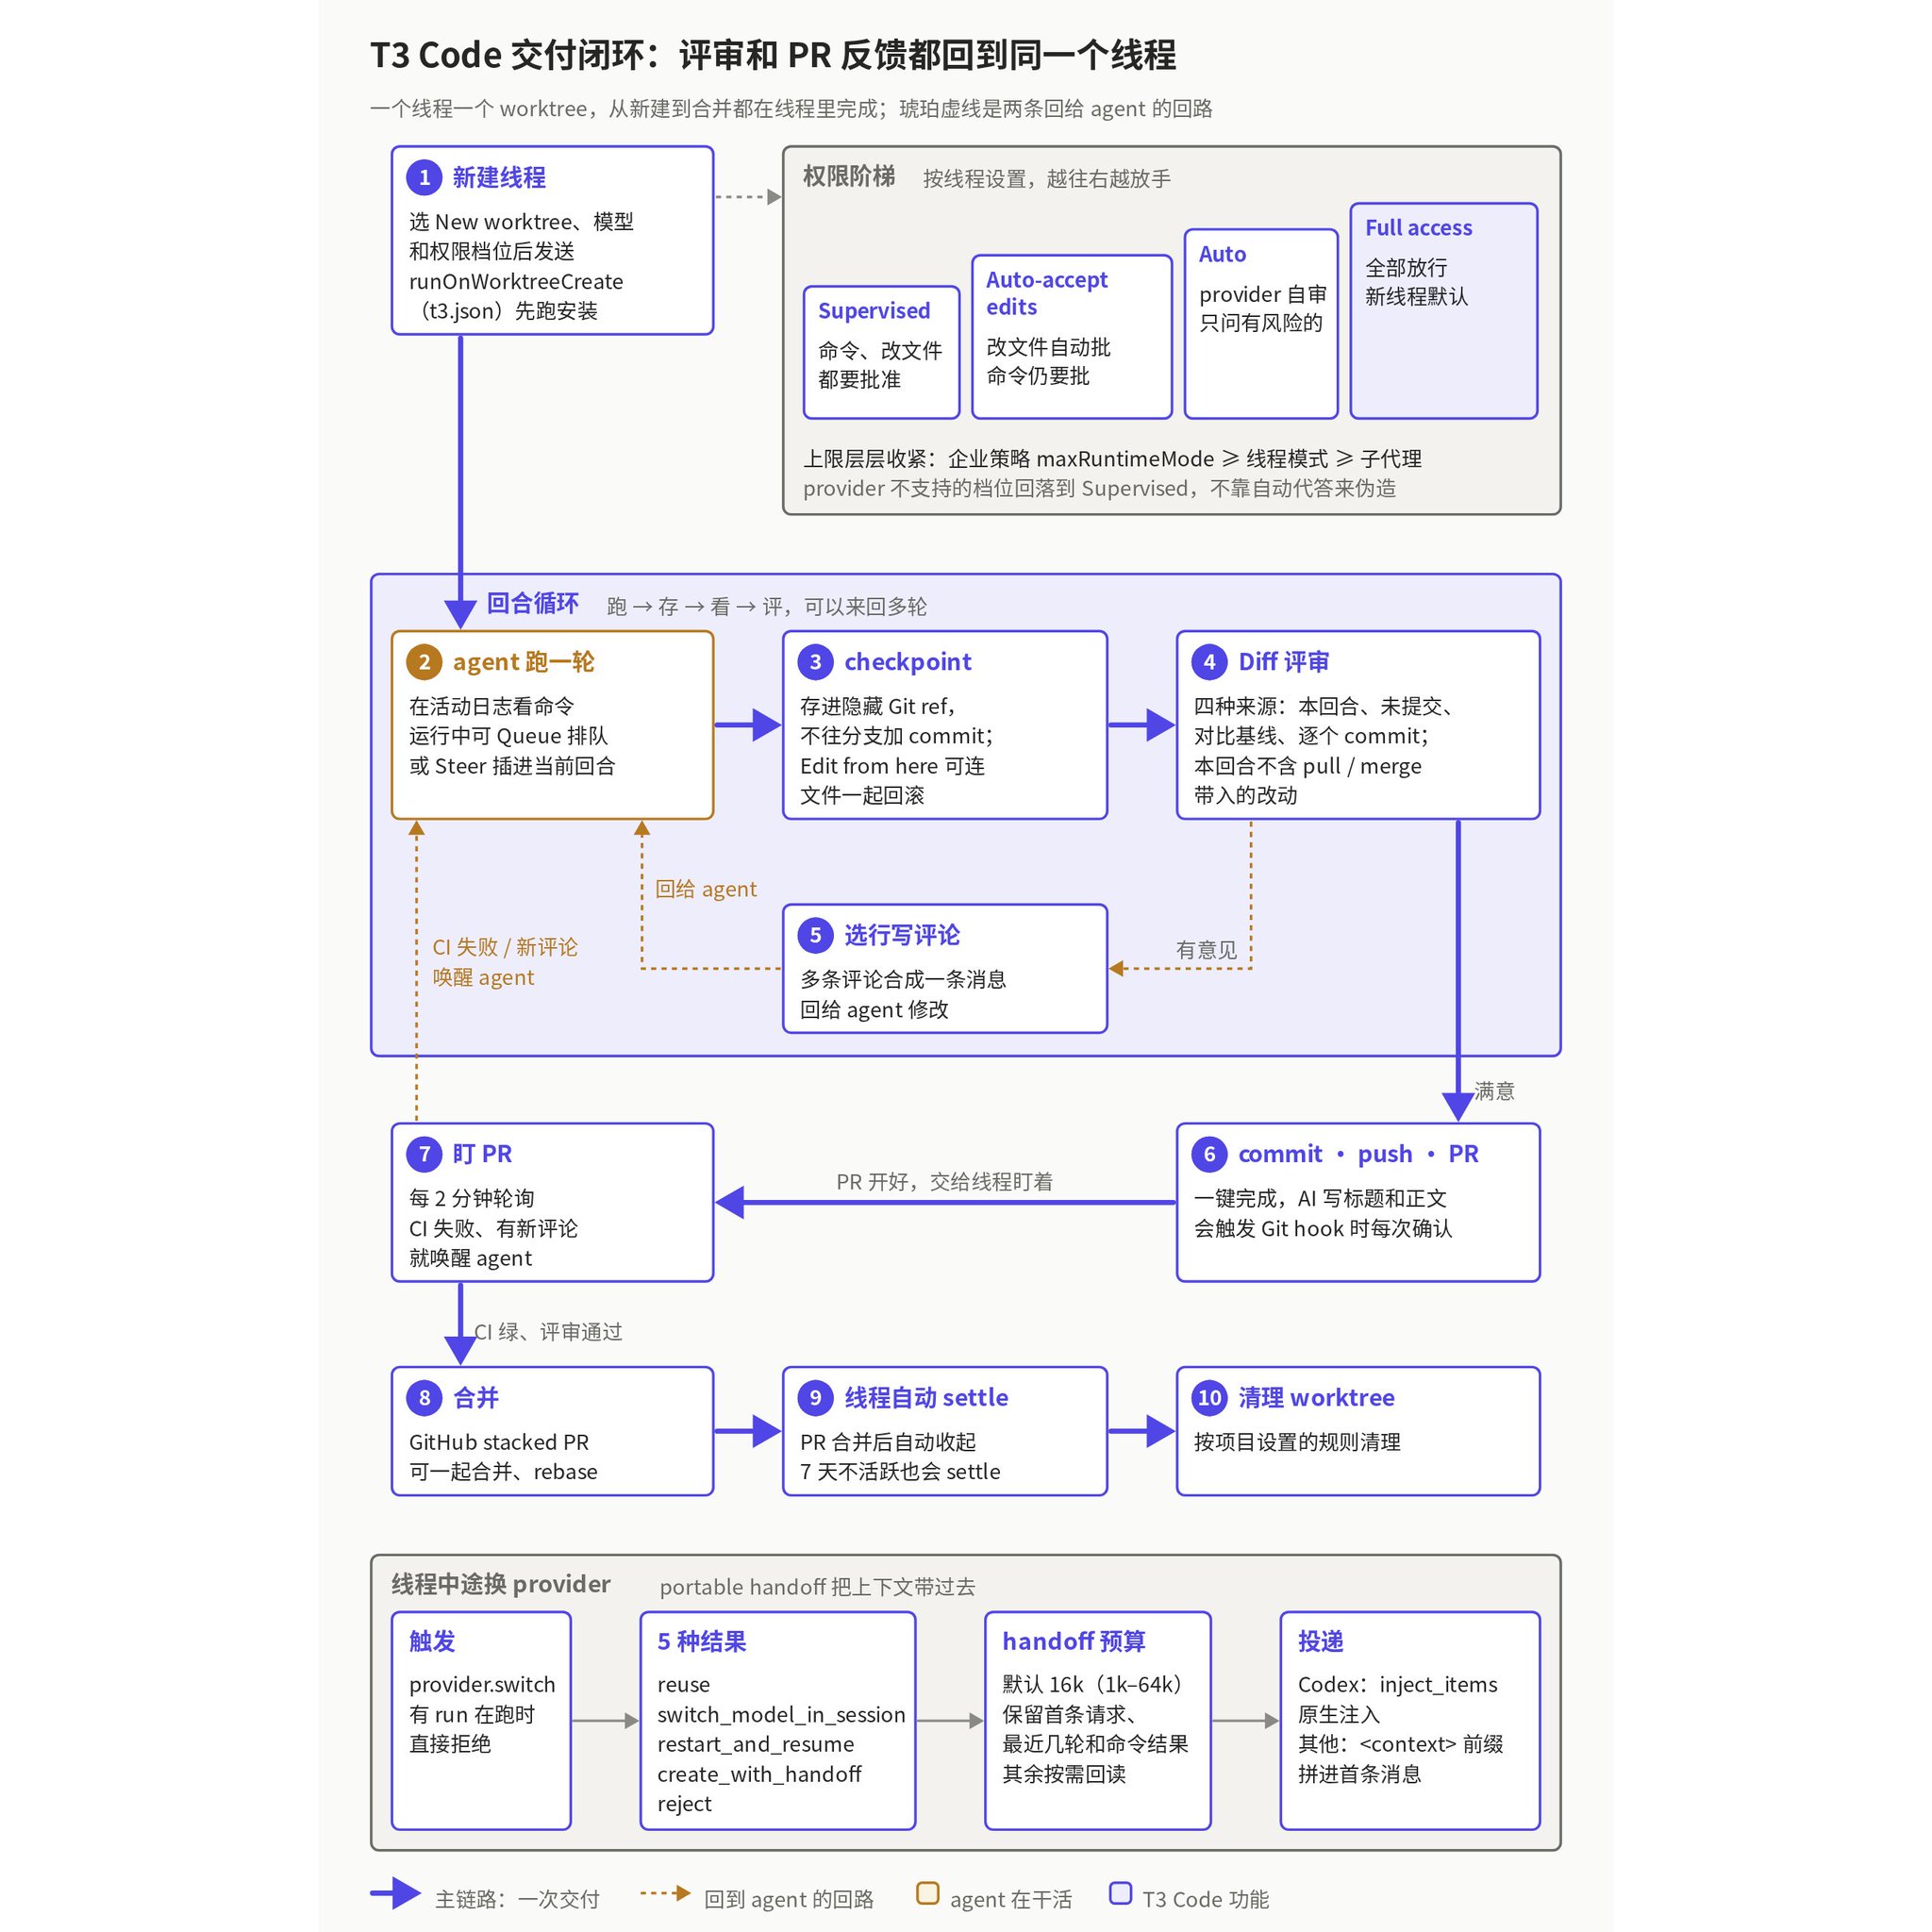 T3 Code 交付闭环：评审和 PR 反馈都回到同一个线程
一个线程一个 worktree，从新建到合并都在线程里完成；琥珀虚线是两条回给 agent 的回路
1 新建线程
选 New worktree、模型
和权限档位后发送
runOnWorktreeCreate
（t3.json）先跑安装
权限阶梯 按线程设置，越往右越放手
Supervised
命令、改文件
都要批准
Auto-accept
edits
改文件自动批
命令仍要批
Auto
provider 自审
只问有风险的
Full access
全部放行
新线程默认
上限层层收紧：企业策略 maxRuntimeMode ⩾ 线程模式 ⩾ 子代理
provider 不支持的档位回落到 Supervised，不靠自动代答来伪造
回合循环 跑 → 存 → 看 → 评，可以来回多轮
2 agent 跑一轮
在活动日志看命令
运行中可 Queue 排队
或 Steer 插进当前回合
3 checkpoint
存进隐藏 Git ref，
不往分支加 commit；
Edit from here 可连
文件一起回滚
4 Diff 评审
四种来源：本回合、未提交、
对比基线、逐个 commit；
本回合不含 pull / merge
带入的改动
回给 agent
CI 失败 / 新评论
唤醒 agent
5 选行写评论
多条评论合成一条消息
回给 agent 修改
有意见
满意
7 盯 PR
每 2 分钟轮询
CI 失败、有新评论
就唤醒 agent
PR 开好，交给线程盯着
6 commit · push · PR
一键完成，AI 写标题和正文
会触发 Git hook 时每次确认
CI 绿、评审通过
8 合并
GitHub stacked PR
可一起合并、rebase
9 线程自动 settle
PR 合并后自动收起
7 天不活跃也会 settle
10 清理 worktree
按项目设置的规则清理
线程中途换 provider portable handoff 把上下文带过去
触发
provider.switch
有 run 在跑时
直接拒绝
5 种结果
reuse
switch_model_in_session
restart_and_resume
create_with_handoff
reject
handoff 预算
默认 16k（1k–64k）
保留首条请求、
最近几轮和命令结果
其余按需回读
投递
Codex：inject_items
原生注入
其他：<context> 前缀
拼进首条消息
主链路：一次交付
回到 agent 的回路
agent 在干活
T3 Code 功能